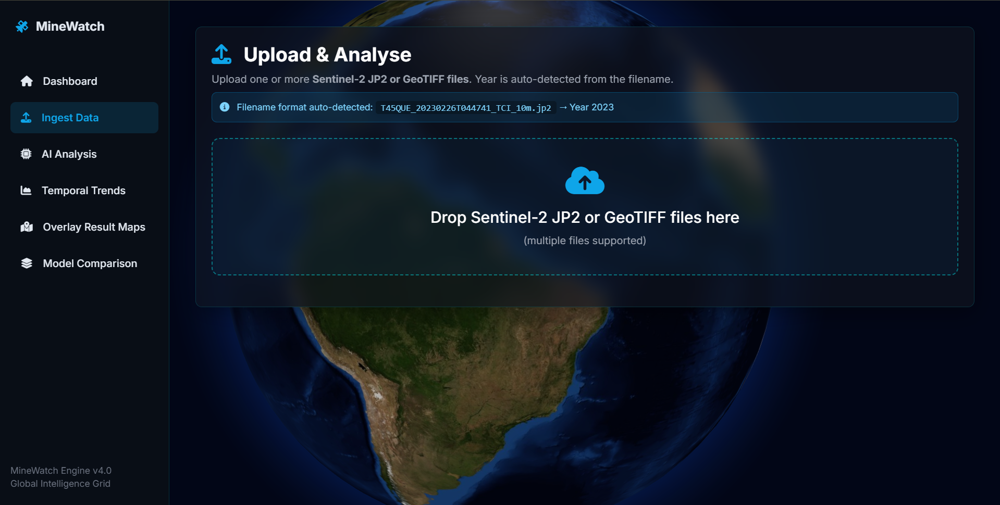 MineWatch
Dashboard
Ingest Data
AI Analysis
Temporal Trends
Overlay Result Maps
Model Comparison
MineWatch Engine v4.0
Global Intelligence Grid
Upload & Analyse
Upload one or more Sentinel-2 JP2 or GeoTIFF files. Year is auto-detected from the filename.
Filename format auto-detected: T45QUE_20230226T044741_TCI_10m.jp2 → Year 2023
Drop Sentinel-2 JP2 or GeoTIFF files here
(multiple files supported)